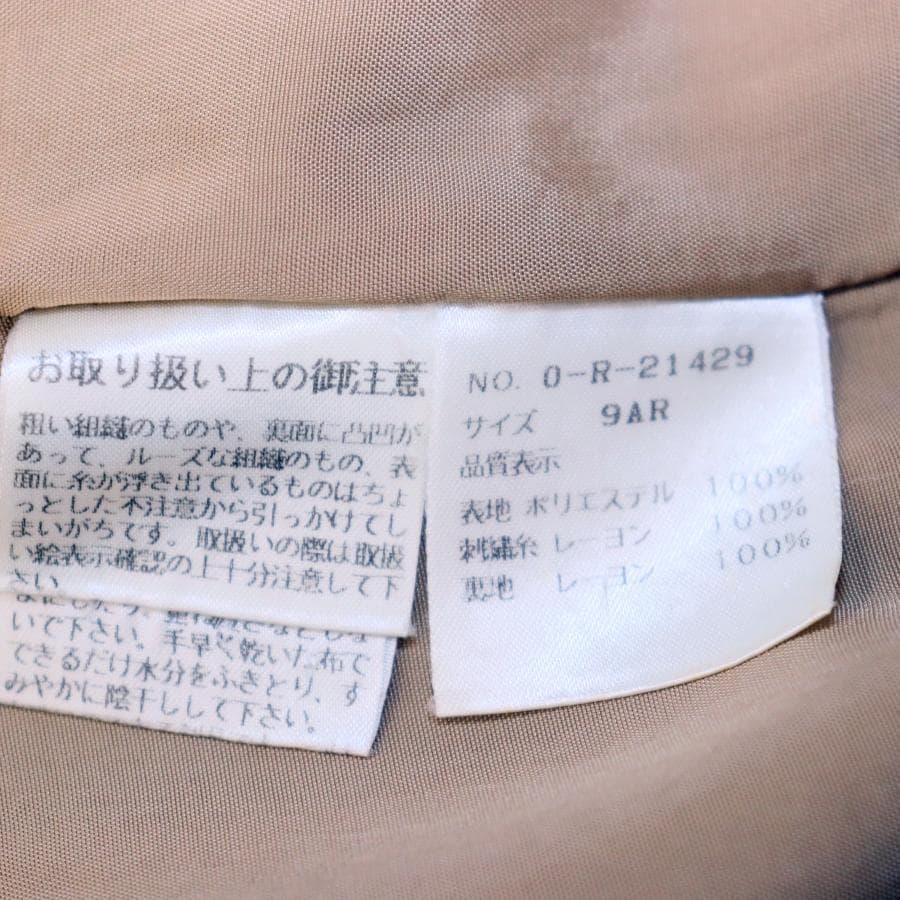 お取り扱い上の御注意
粗い組織のものや、裏面に凸凹が
あって、ルーズな組織のもの、表
面に糸が浮き出ているものはちょ
っとした不注意から引っかけてし
まいがちです。取扱いの際は取扱
い絵表示確認の上十分注意して下
さい。
いで下さい。手早く乾いた布で
できるだけ水分をふきとり、す
みやかに陰干しして下さい。
NO. 0-R-21429
サイズ 9AR
品質表示
表地 ポリエステル 100%
刺繍糸 レーヨン 100%
裏地 レーヨン 100%